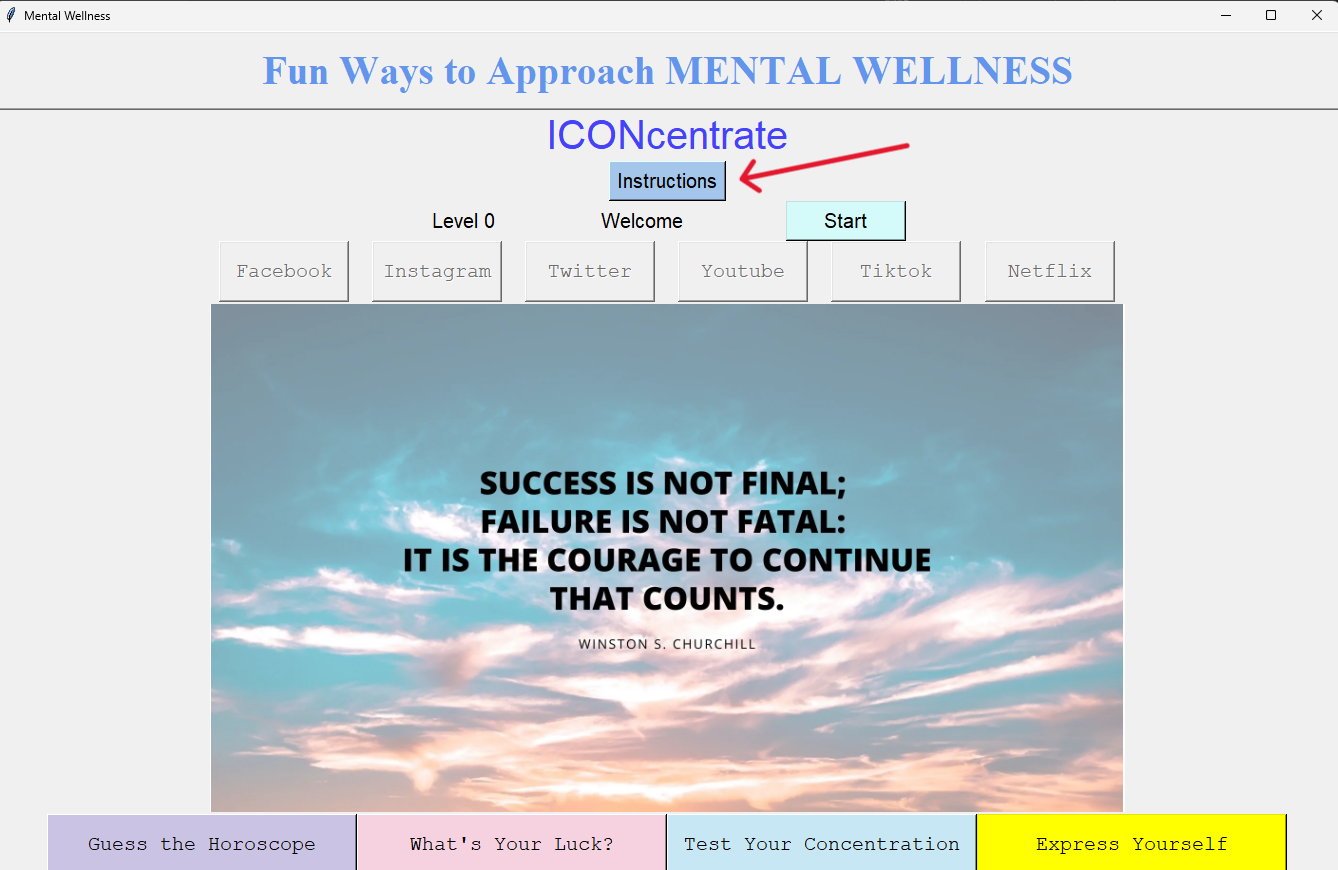 Mental Wellness
Fun Ways to Approach MENTAL WELLNESS
ICONcentrate
Instructions
Level 0 Welcome Start
Facebook Instagram Twitter Youtube Tiktok Netflix
SUCCESS IS NOT FINAL;
FAILURE IS NOT FATAL:
IT IS THE COURAGE TO CONTINUE
THAT COUNTS.
WINSTON S. CHURCHILL
Guess the Horoscope What's Your Luck? Test Your Concentration Express Yourself